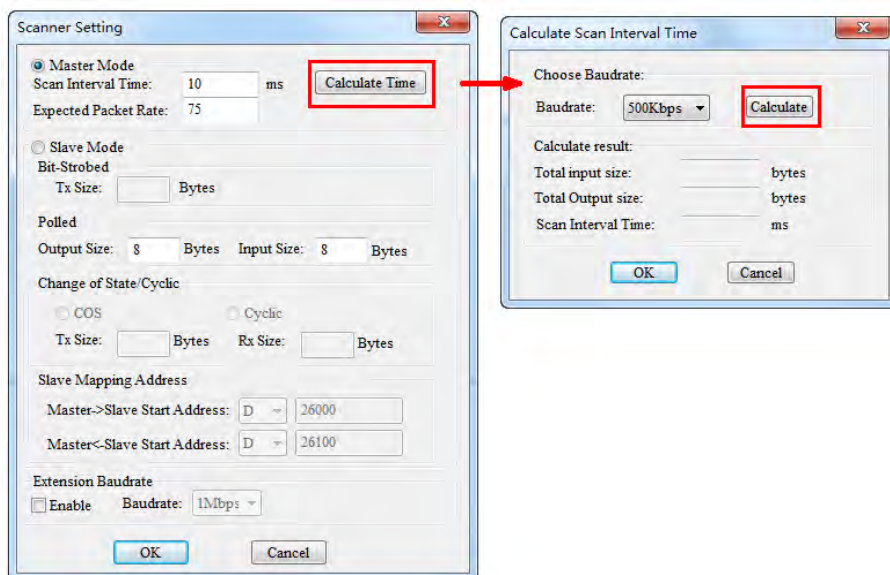 Scanner Setting
Master Mode
Scan Interval Time: 10 ms Calculate Time
Expected Packet Rate: 75
Slave Mode
Bit-Strobed
Tx Size: Bytes
Polled
Output Size: 8 Bytes Input Size: 8 Bytes
Change of State/Cyclic
COS Cyclic
Tx Size: Bytes Rx Size: Bytes
Slave Mapping Address
Master->Slave Start Address: D 26000
Master<-Slave Start Address: D 26100
Extension Baudrate
Enable Baudrate: 1Mbps
OK Cancel
Calculate Scan Interval Time
Choose Baudrate:
Baudrate: 500Kbps Calculate
Calculate result:
Total input size: bytes
Total Output size: bytes
Scan Interval Time: ms
OK Cancel